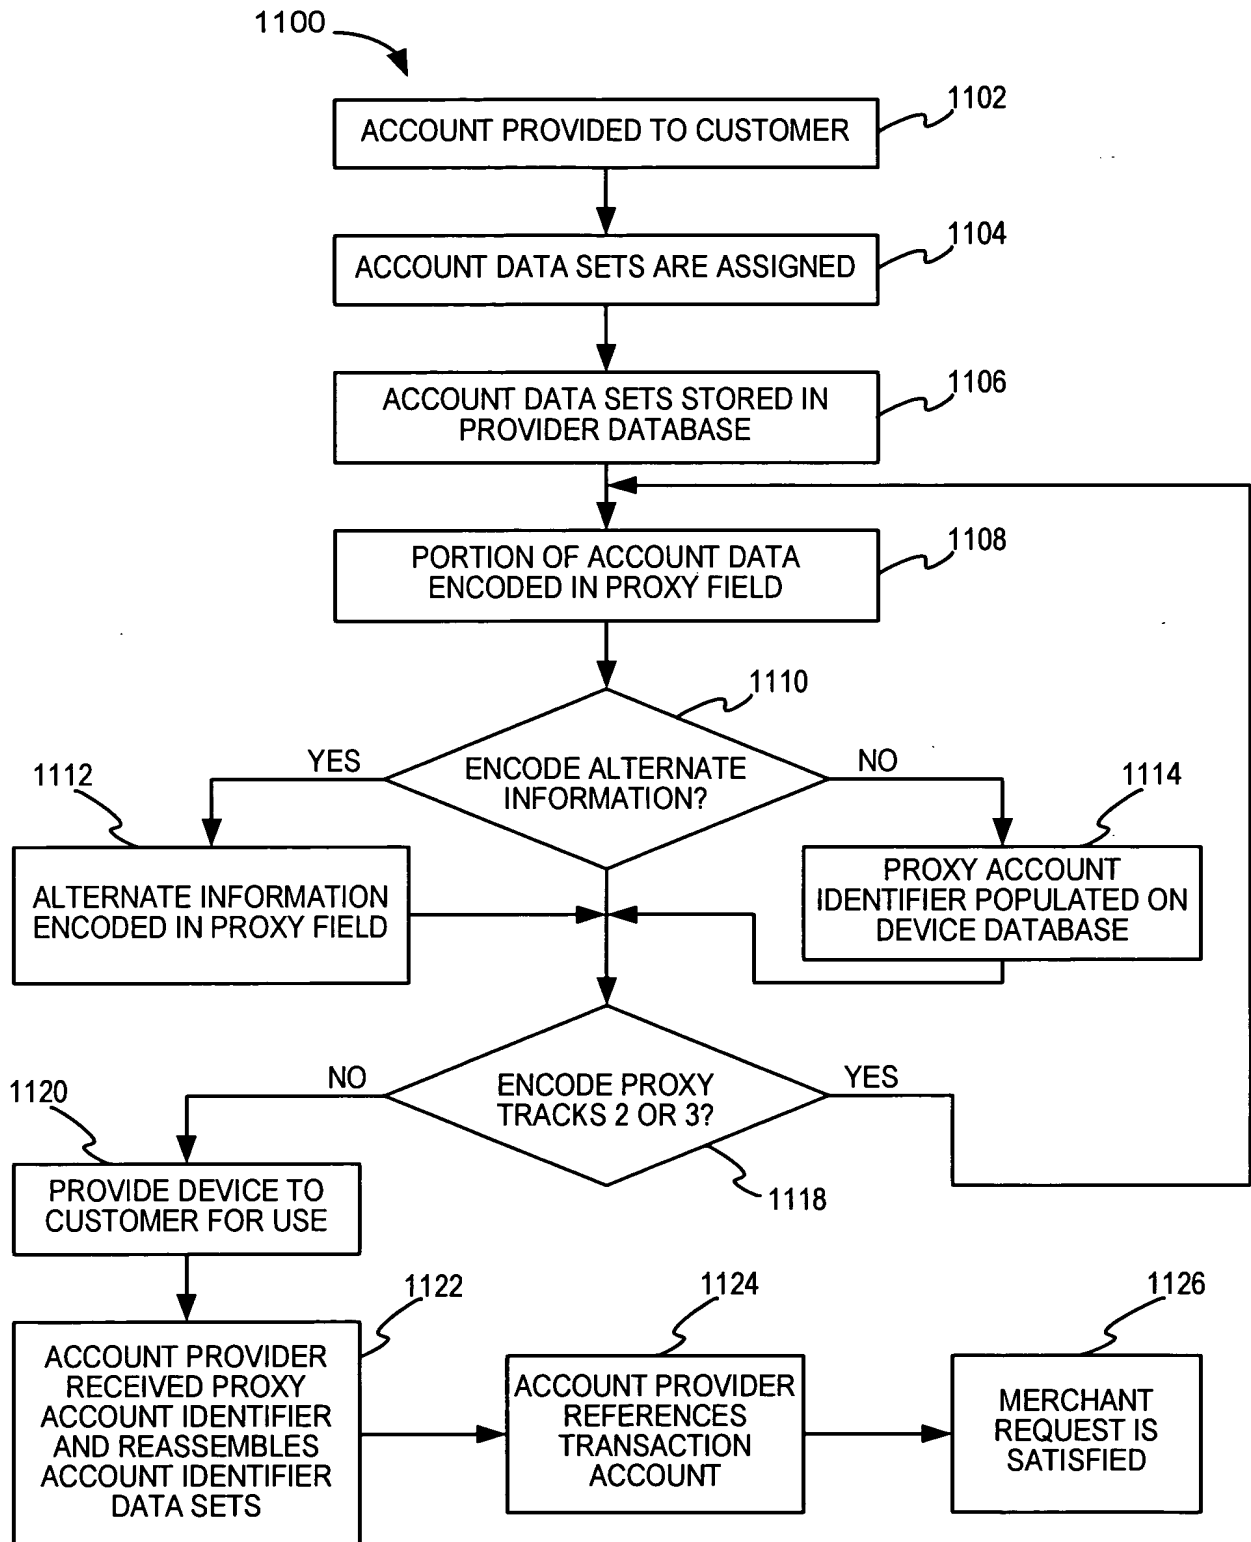 1100
1102
ACCOUNT PROVIDED TO CUSTOMER
1104
ACCOUNT DATA SETS ARE ASSIGNED
1106
ACCOUNT DATA SETS STORED IN
PROVIDER DATABASE
1108
PORTION OF ACCOUNT DATA
ENCODED IN PROXY FIELD
1110
YES
ENCODE ALTERNATE
INFORMATION?
NO
1112
1114
ALTERNATE INFORMATION
ENCODED IN PROXY FIELD
PROXY ACCOUNT
IDENTIFIER POPULATED ON
DEVICE DATABASE
NO
ENCODE PROXY
TRACKS 2 OR 3?
YES
1118
1120
PROVIDE DEVICE TO
CUSTOMER FOR USE
1122
ACCOUNT PROVIDER
RECEIVED PROXY
ACCOUNT IDENTIFIER
AND REASSEMBLES
ACCOUNT IDENTIFIER
DATA SETS
1124
ACCOUNT PROVIDER
REFERENCES
TRANSACTION
ACCOUNT
1126
MERCHANT
REQUEST IS
SATISFIED